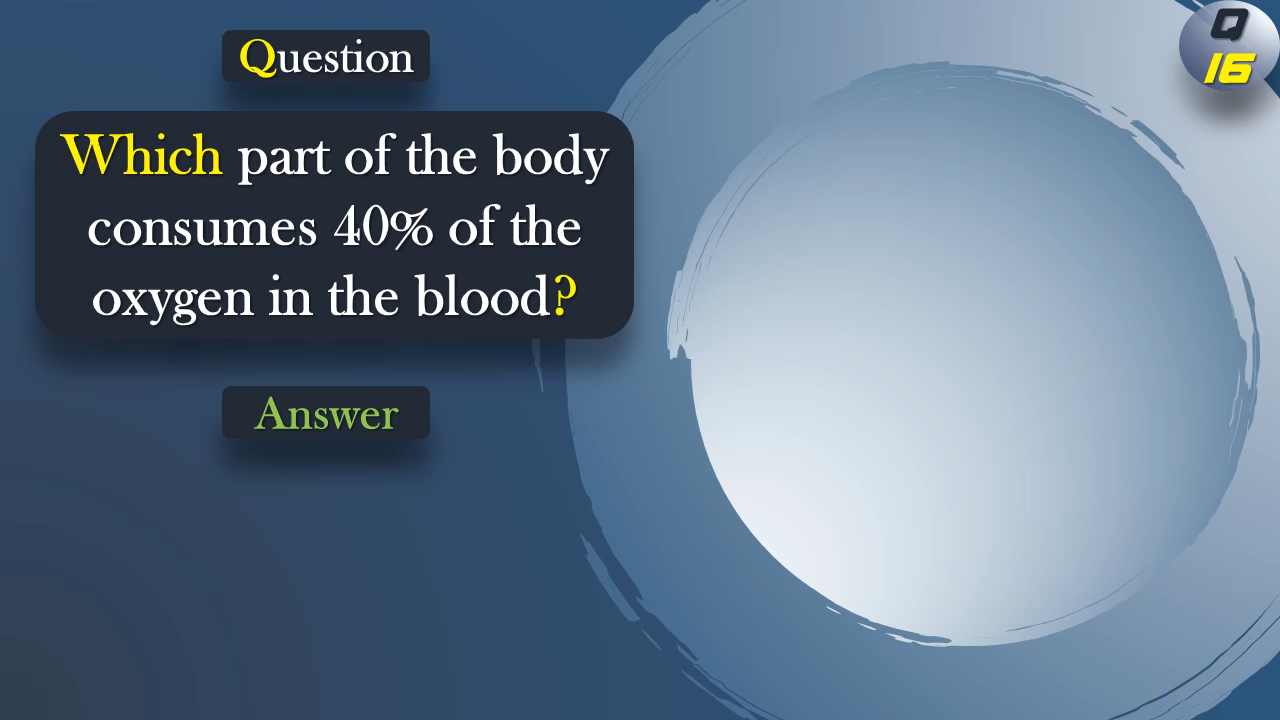 Question
Q
16
Which part of the body
consumes 40% of the
oxygen in the blood?
Answer